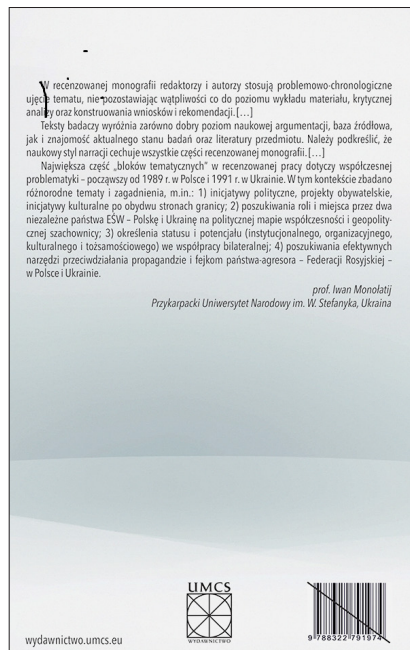 W recenzowanej monografii redaktorzy i autorzy stosują problemowo-chronologiczne
ujęcie tematu, nie pozostawiając wątpliwości co do poziomu wykładu materiału, krytycznej
analizy oraz konstruowania wniosków i rekomendacji. […]
Teksty badaczy wyróżnia zarówno dobry poziom naukowej argumentacji, baza źródłowa,
jak i znajomość aktualnego stanu badań oraz literatury przedmiotu. Należy podkreślić, że
naukowy styl narracji cechuje wszystkie części recenzowanej monografii. […]
Największa część „bloków tematycznych” w recenzowanej pracy dotyczy współczesnej
problematyki – począwszy od 1989 r. w Polsce i 1991 r. w Ukrainie. W tym kontekście zbadano
różnorodne tematy i zagadnienia, m.in.: 1) inicjatywy polityczne, projekty obywatelskie,
inicjatywy kulturalne po obydwu stronach granicy; 2) poszukiwania roli i miejsca przez dwa
niezależne państwa EŚW – Polskę i Ukrainę na politycznej mapie współczesności i geopolity-
cznej szachownicy; 3) określenia statusu i potencjału (instytucjonalnego, organizacyjnego,
kulturalnego i tożsamościowego) we współpracy bilateralnej; 4) poszukiwania efektywnych
narzędzi przeciwdziałania propagandzie i fejkom państwa-agresora – Federacji Rosyjskiej –
w Polsce i Ukrainie.
prof. Iwan Monołatij
Przykarpacki Uniwersytet Narodowy im. W. Stefanyka, Ukraina
UMCS
WYDAWNICTWO
wydawnictwo.umcs.eu
9 788322 791974